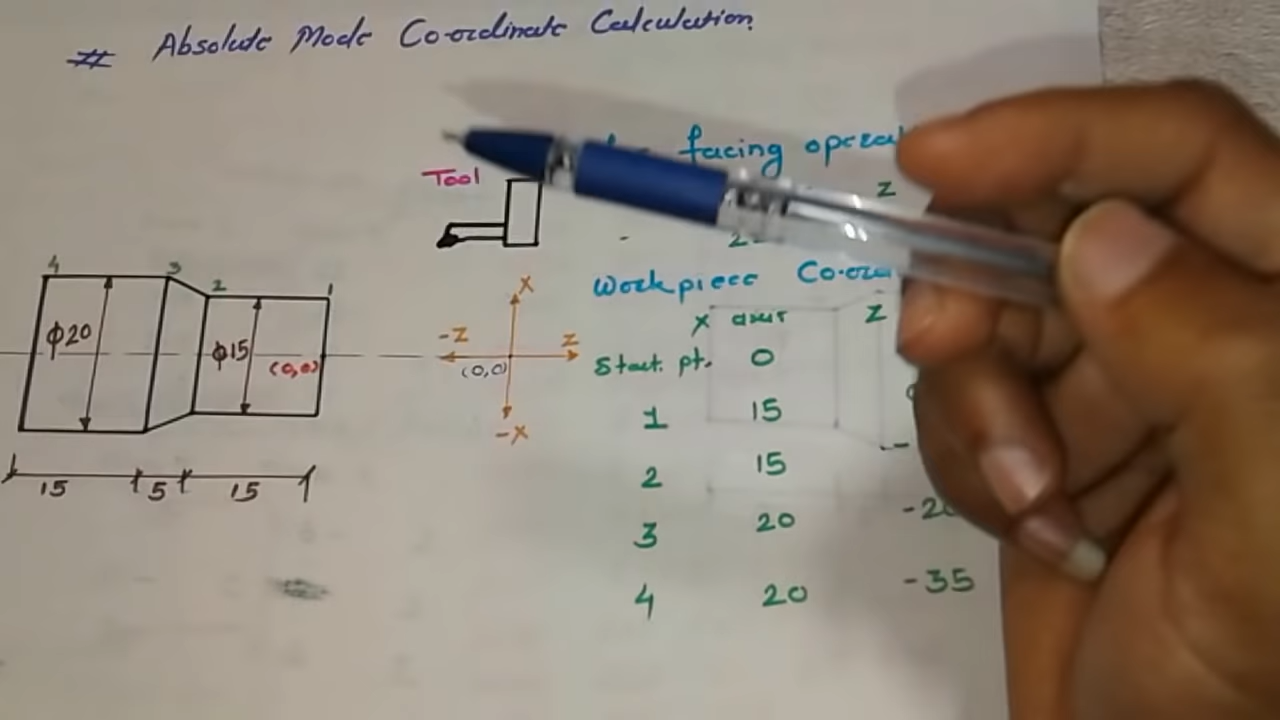 # Absolute Mode Co-ordinate Calculation
facing
Tool
Z
Workpiece
X axis Z
Start. pt. 0
1 15
2 15
3 20
4 20 -35
4 3 2 1
φ20 φ15 (0,0)
15 5 15
X
-Z Z
(0,0)
-X